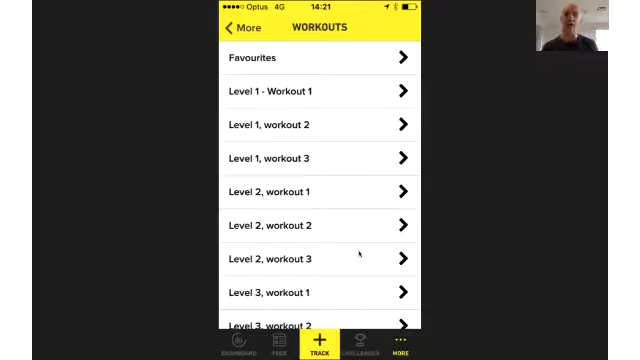 Optus 4G 14:21
More WORKOUTS
Favourites
Level 1 - Workout 1
Level 1, workout 2
Level 1, workout 3
Level 2, workout 1
Level 2, workout 2
Level 2, workout 3
Level 3, workout 1
Level 3, workout 2
DASHBOARD FEED TRACK CHALLENGES MORE